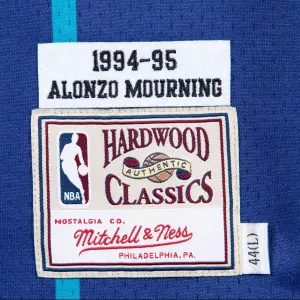 1994-95
ALONZO MOURNING
NBA
HARDWOOD
AUTHENTIC
CLASSICS
NOSTALGIA CO.
Mitchell & Ness
PHILADELPHIA, PA.
44(L)